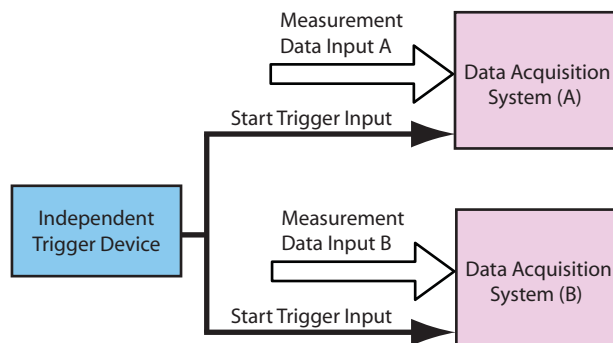 Measurement
Data Input A
Data Acquisition
System (A)
Start Trigger Input
Independent
Trigger Device
Measurement
Data Input B
Data Acquisition
System (B)
Start Trigger Input